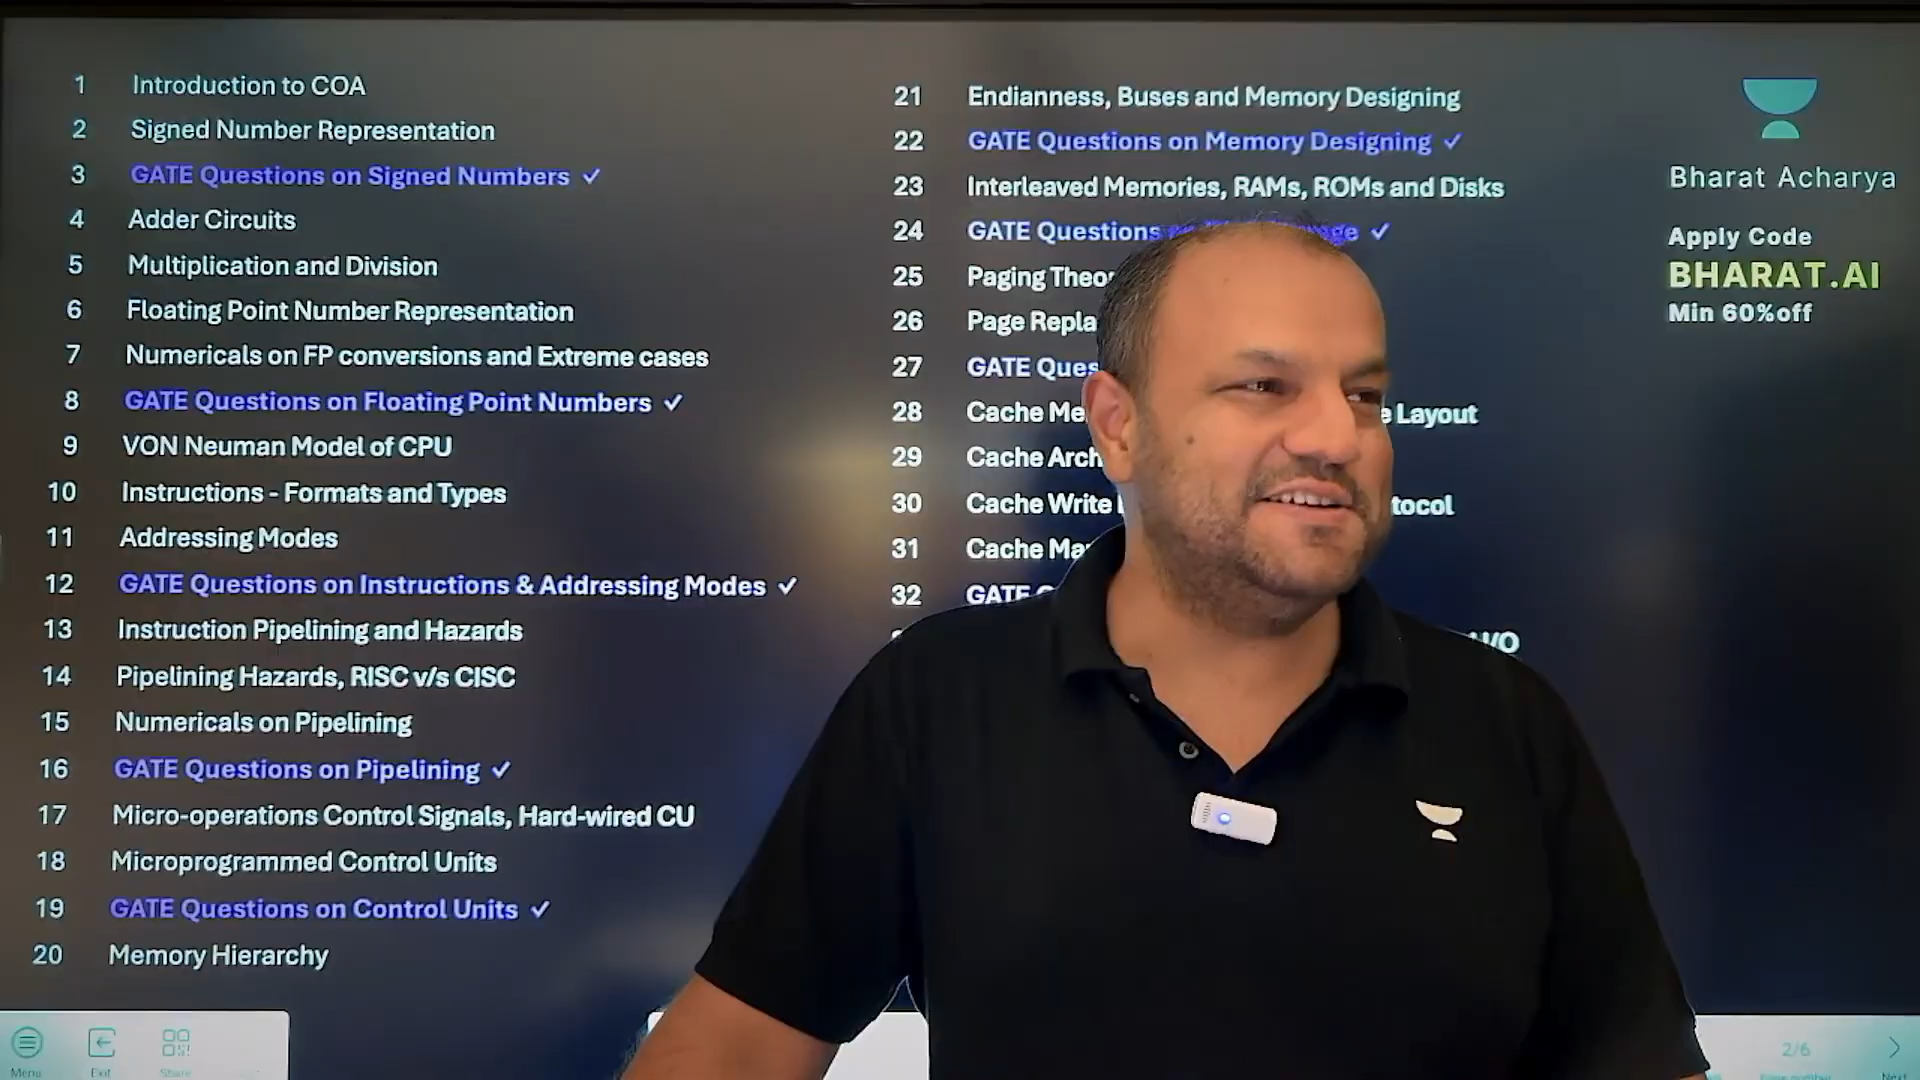 1 Introduction to COA
2 Signed Number Representation
3 GATE Questions on Signed Numbers ✓
4 Adder Circuits
5 Multiplication and Division
6 Floating Point Number Representation
7 Numericals on FP conversions and Extreme cases
8 GATE Questions on Floating Point Numbers ✓
9 VON Neuman Model of CPU
10 Instructions - Formats and Types
11 Addressing Modes
12 GATE Questions on Instructions & Addressing Modes ✓
13 Instruction Pipelining and Hazards
14 Pipelining Hazards, RISC v/s CISC
15 Numericals on Pipelining
16 GATE Questions on Pipelining ✓
17 Micro-operations Control Signals, Hard-wired CU
18 Microprogrammed Control Units
19 GATE Questions on Control Units ✓
20 Memory Hierarchy
21 Endianness, Buses and Memory Designing
22 GATE Questions on Memory Designing ✓
23 Interleaved Memories, RAMs, ROMs and Disks
24 GATE Questions ✓
25 Paging
26 Page
27 GATE
28 Cache Layout
29 Cache
30 Cache Write
31 Cache
32 GATE
I/O
Bharat Acharya
Apply Code
BHARAT.AI
Min 60%off
Menu Exit Share
2/6
Next